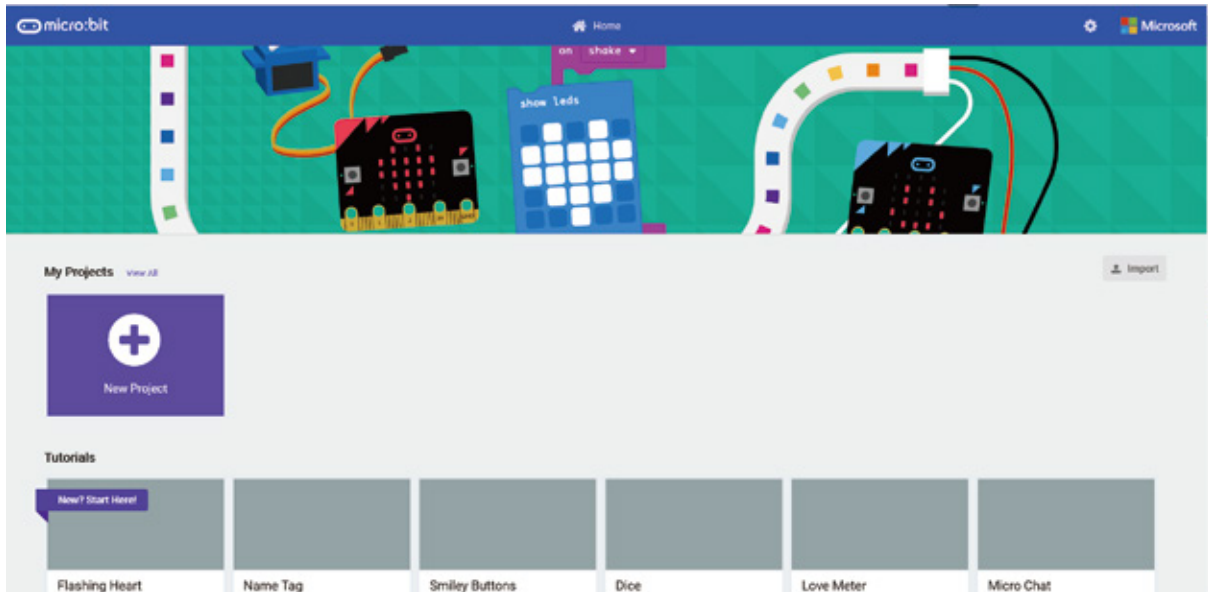 micro:bit
Home
Microsoft
on shake
show leds
My Projects View All
Import
New Project
Tutorials
New? Start Here!
Flashing Heart
Name Tag
Smiley Buttons
Dice
Love Meter
Micro Chat